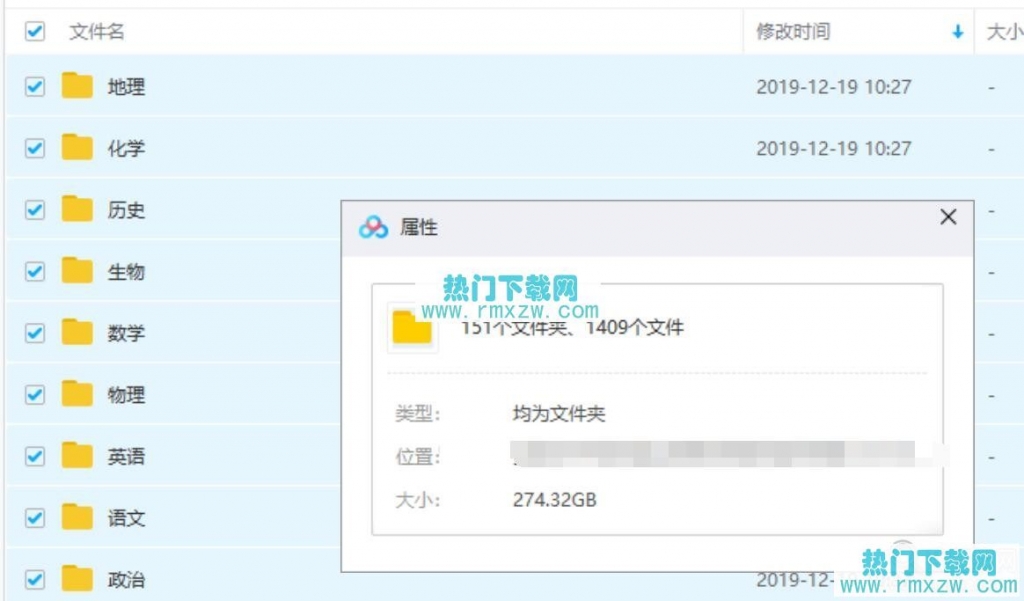 文件名 修改时间 大小
地理 2019-12-19 10:27 -
化学 2019-12-19 10:27 -
历史 -
生物 -
数学 -
物理 -
英语 -
语文 -
政治 2019-12-
属性
热门下载网
www.rmxzw.com
151个文件夹、1409个文件
类型: 均为文件夹
位置:
大小: 274.32GB
热门下载网
www.rmxzw.com